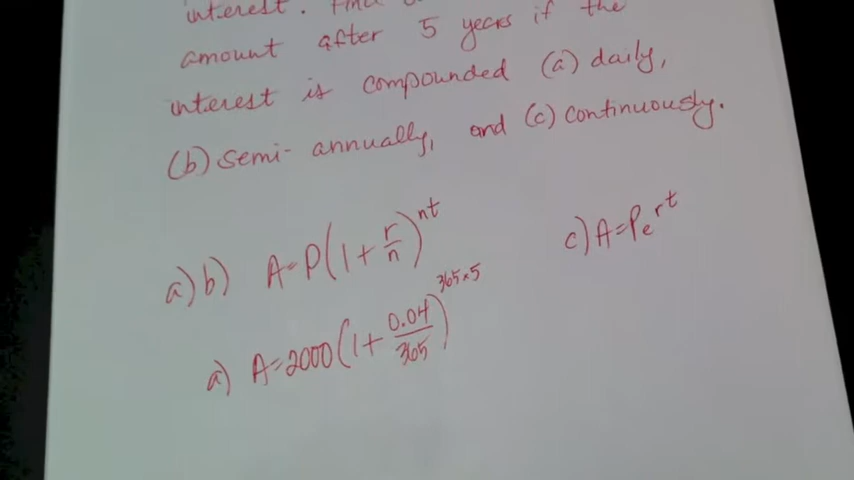 interest. Find
amount after 5 years if the
interest is compounded (a) daily,
(b) semi-annually, and (c) continuously.
a) b) A=P(1+r/n)^nt c) A=Pe^rt
a) A=2000(1+0.04/365)^365×5